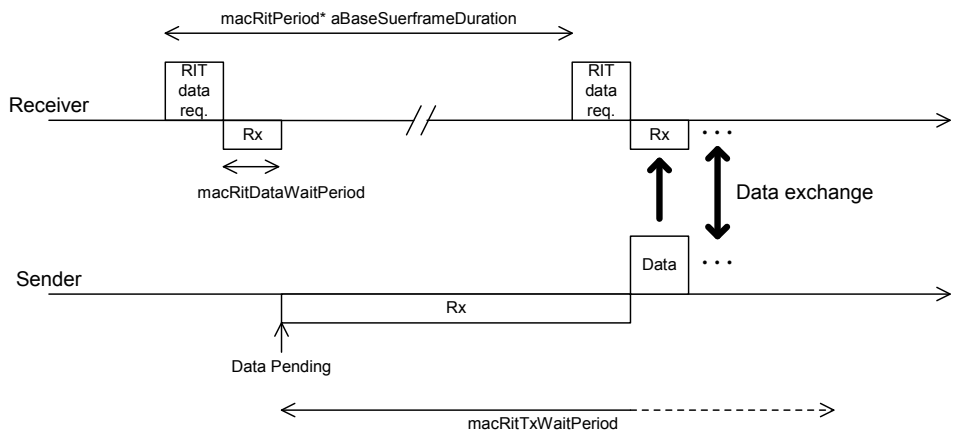 macRitPeriod* aBaseSuerframeDuration
RIT
data
req.
RIT
data
req.
Receiver
Rx
Rx
...
macRitDataWaitPeriod
Data exchange
Data
...
Sender
Rx
Data Pending
macRitTxWaitPeriod